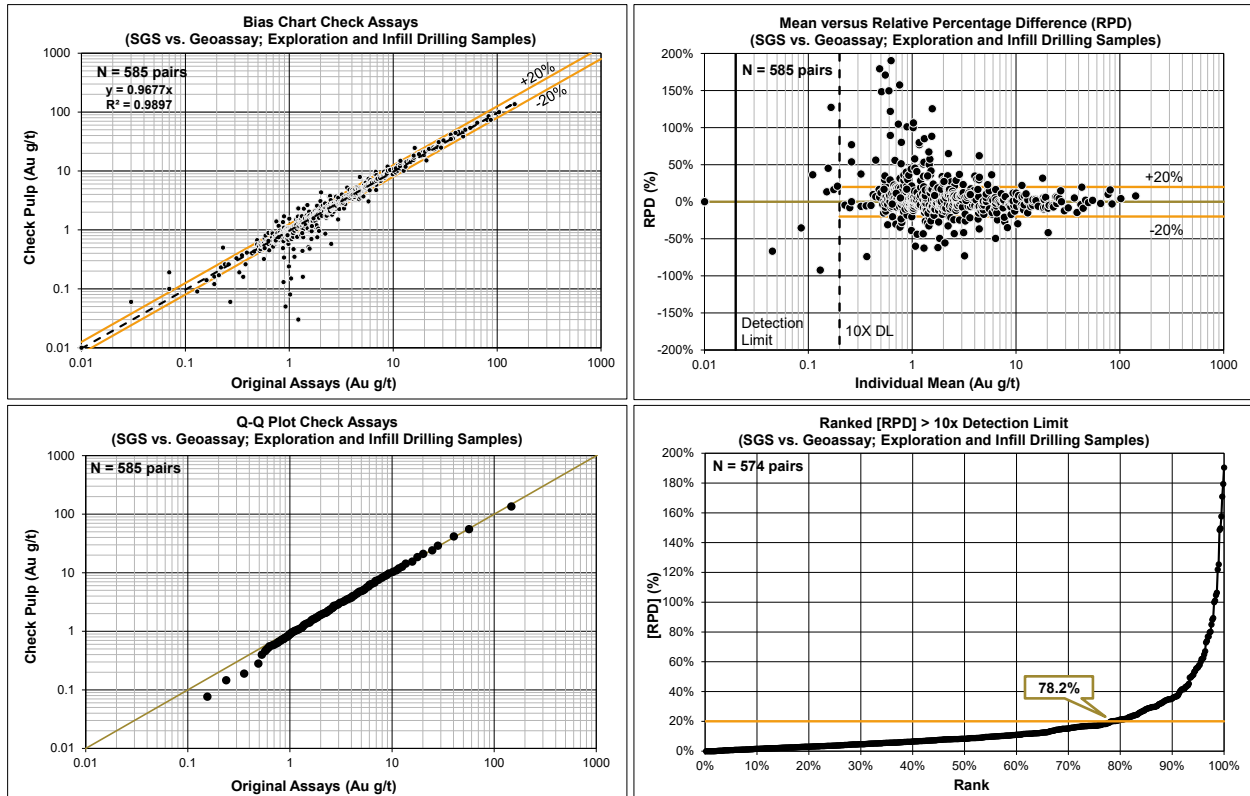 Bias Chart Check Assays
(SGS vs. Geoassay; Exploration and Infill Drilling Samples)
N = 585 pairs
y = 0.9677x
R² = 0.9897
+20%
-20%
1000
100
10
1
0.1
0.01
Check Pulp (Au g/t)
0.01 0.1 1 10 100 1000
Original Assays (Au g/t)
Mean versus Relative Percentage Difference (RPD)
(SGS vs. Geoassay; Exploration and Infill Drilling Samples)
N = 585 pairs
200%
150%
100%
50%
0%
-50%
-100%
-150%
-200%
RPD (%)
+20%
-20%
Detection
Limit
10X DL
0.01 0.1 1 10 100 1000
Individual Mean (Au g/t)
Q-Q Plot Check Assays
(SGS vs. Geoassay; Exploration and Infill Drilling Samples)
N = 585 pairs
1000
100
10
1
0.1
0.01
Check Pulp (Au g/t)
0.01 0.1 1 10 100 1000
Original Assays (Au g/t)
Ranked [RPD] > 10x Detection Limit
(SGS vs. Geoassay; Exploration and Infill Drilling Samples)
N = 574 pairs
200%
180%
160%
140%
120%
100%
80%
60%
40%
20%
0%
[RPD] (%)
78.2%
0% 10% 20% 30% 40% 50% 60% 70% 80% 90% 100%
Rank